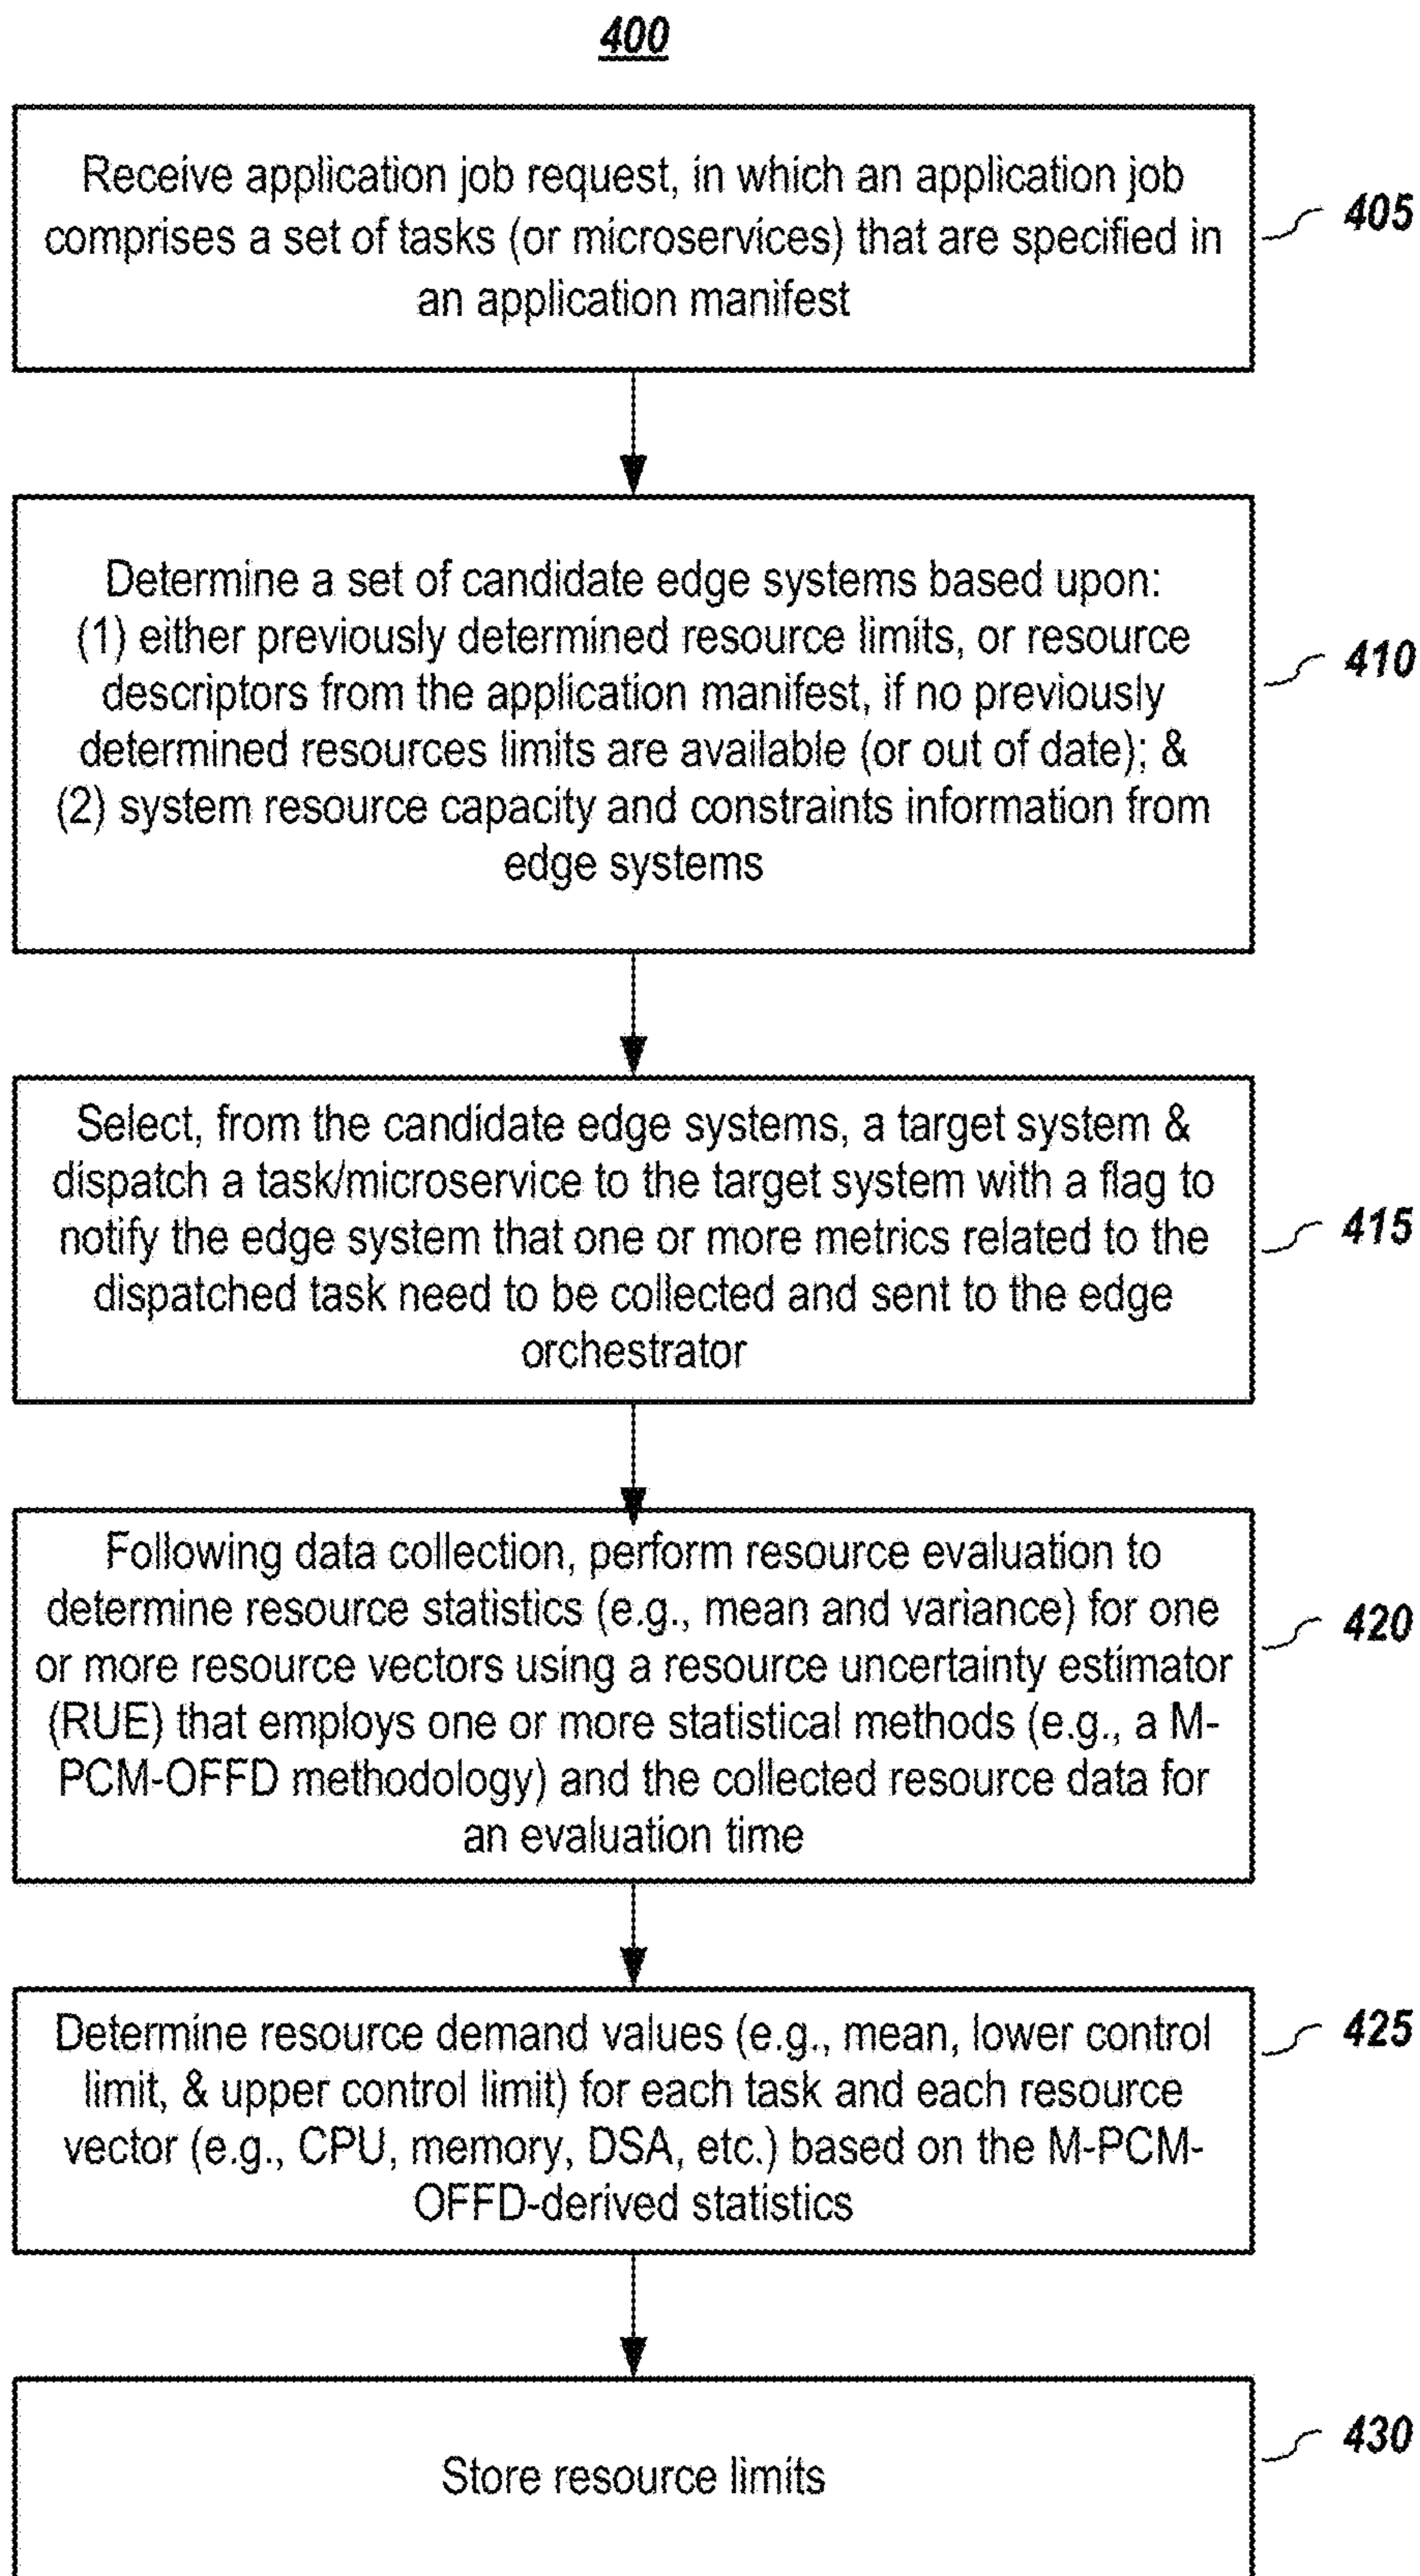 400
Receive application job request, in which an application job
comprises a set of tasks (or microservices) that are specified in
an application manifest
405
Determine a set of candidate edge systems based upon:
(1) either previously determined resource limits, or resource
descriptors from the application manifest, if no previously
determined resources limits are available (or out of date); &
(2) system resource capacity and constraints information from
edge systems
410
Select, from the candidate edge systems, a target system &
dispatch a task/microservice to the target system with a flag to
notify the edge system that one or more metrics related to the
dispatched task need to be collected and sent to the edge
orchestrator
415
Following data collection, perform resource evaluation to
determine resource statistics (e.g., mean and variance) for one
or more resource vectors using a resource uncertainty estimator
(RUE) that employs one or more statistical methods (e.g., a M-
PCM-OFFD methodology) and the collected resource data for
an evaluation time
420
Determine resource demand values (e.g., mean, lower control
limit, & upper control limit) for each task and each resource
vector (e.g., CPU, memory, DSA, etc.) based on the M-PCM-
OFFD-derived statistics
425
Store resource limits
430